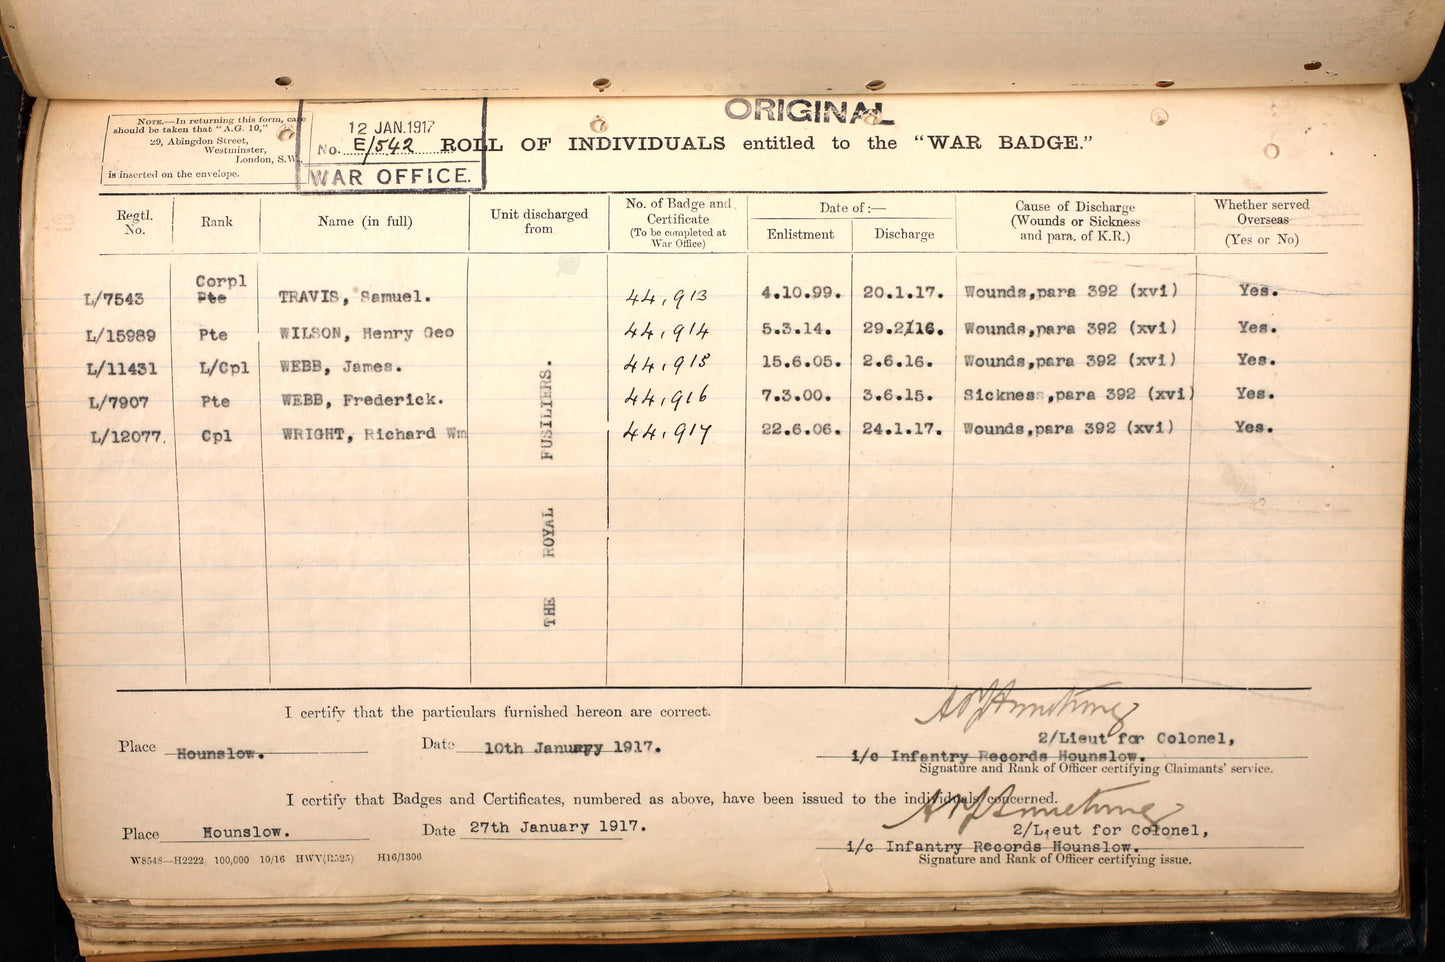 ORIGINAL
NOTE.—In returning this form, care
should be taken that "A.G. 10,"
29, Abingdon Street,
Westminster,
London, S.W.,
is inserted on the envelope.
12 JAN.1917
No. E/542
WAR OFFICE.
ROLL OF INDIVIDUALS entitled to the "WAR BADGE."
Regtl. No. Rank Name (in full) Unit discharged from No. of Badge and Certificate (To be completed at War Office) Date of:— Enlistment Discharge Cause of Discharge (Wounds or Sickness and para. of K.R.) Whether served Overseas (Yes or No)
Corpl
L/7543 Pte TRAVIS, Samuel. 44,913 4.10.99. 20.1.17. Wounds,para 392 (xvi) Yes.
L/15989 Pte WILSON, Henry Geo 44,914 5.3.14. 29.2/16. Wounds,para 392 (xvi) Yes.
L/11431 L/Cpl WEBB, James. 44,915 15.6.05. 2.6.16. Wounds,para 392 (xvi) Yes.
L/7907 Pte WEBB, Frederick. 44,916 7.3.00. 3.6.15. Sickness,para 392 (xvi) Yes.
L/12077. Cpl WRIGHT, Richard Wm 44,917 22.6.06. 24.1.17. Wounds,para 392 (xvi) Yes.
THE ROYAL FUSILIERS.
I certify that the particulars furnished hereon are correct.
Place Hounslow. Date 10th January 1917.
2/Lieut for Colonel,
i/c Infantry Records Hounslow.
Signature and Rank of Officer certifying Claimants' service.
I certify that Badges and Certificates, numbered as above, have been issued to the individuals concerned.
Place Hounslow. Date 27th January 1917.
2/Lieut for Colonel,
i/c Infantry Records Hounslow.
Signature and Rank of Officer certifying issue.
W8548—H2222 100,000 10/16 HWV(R525) H16/1306